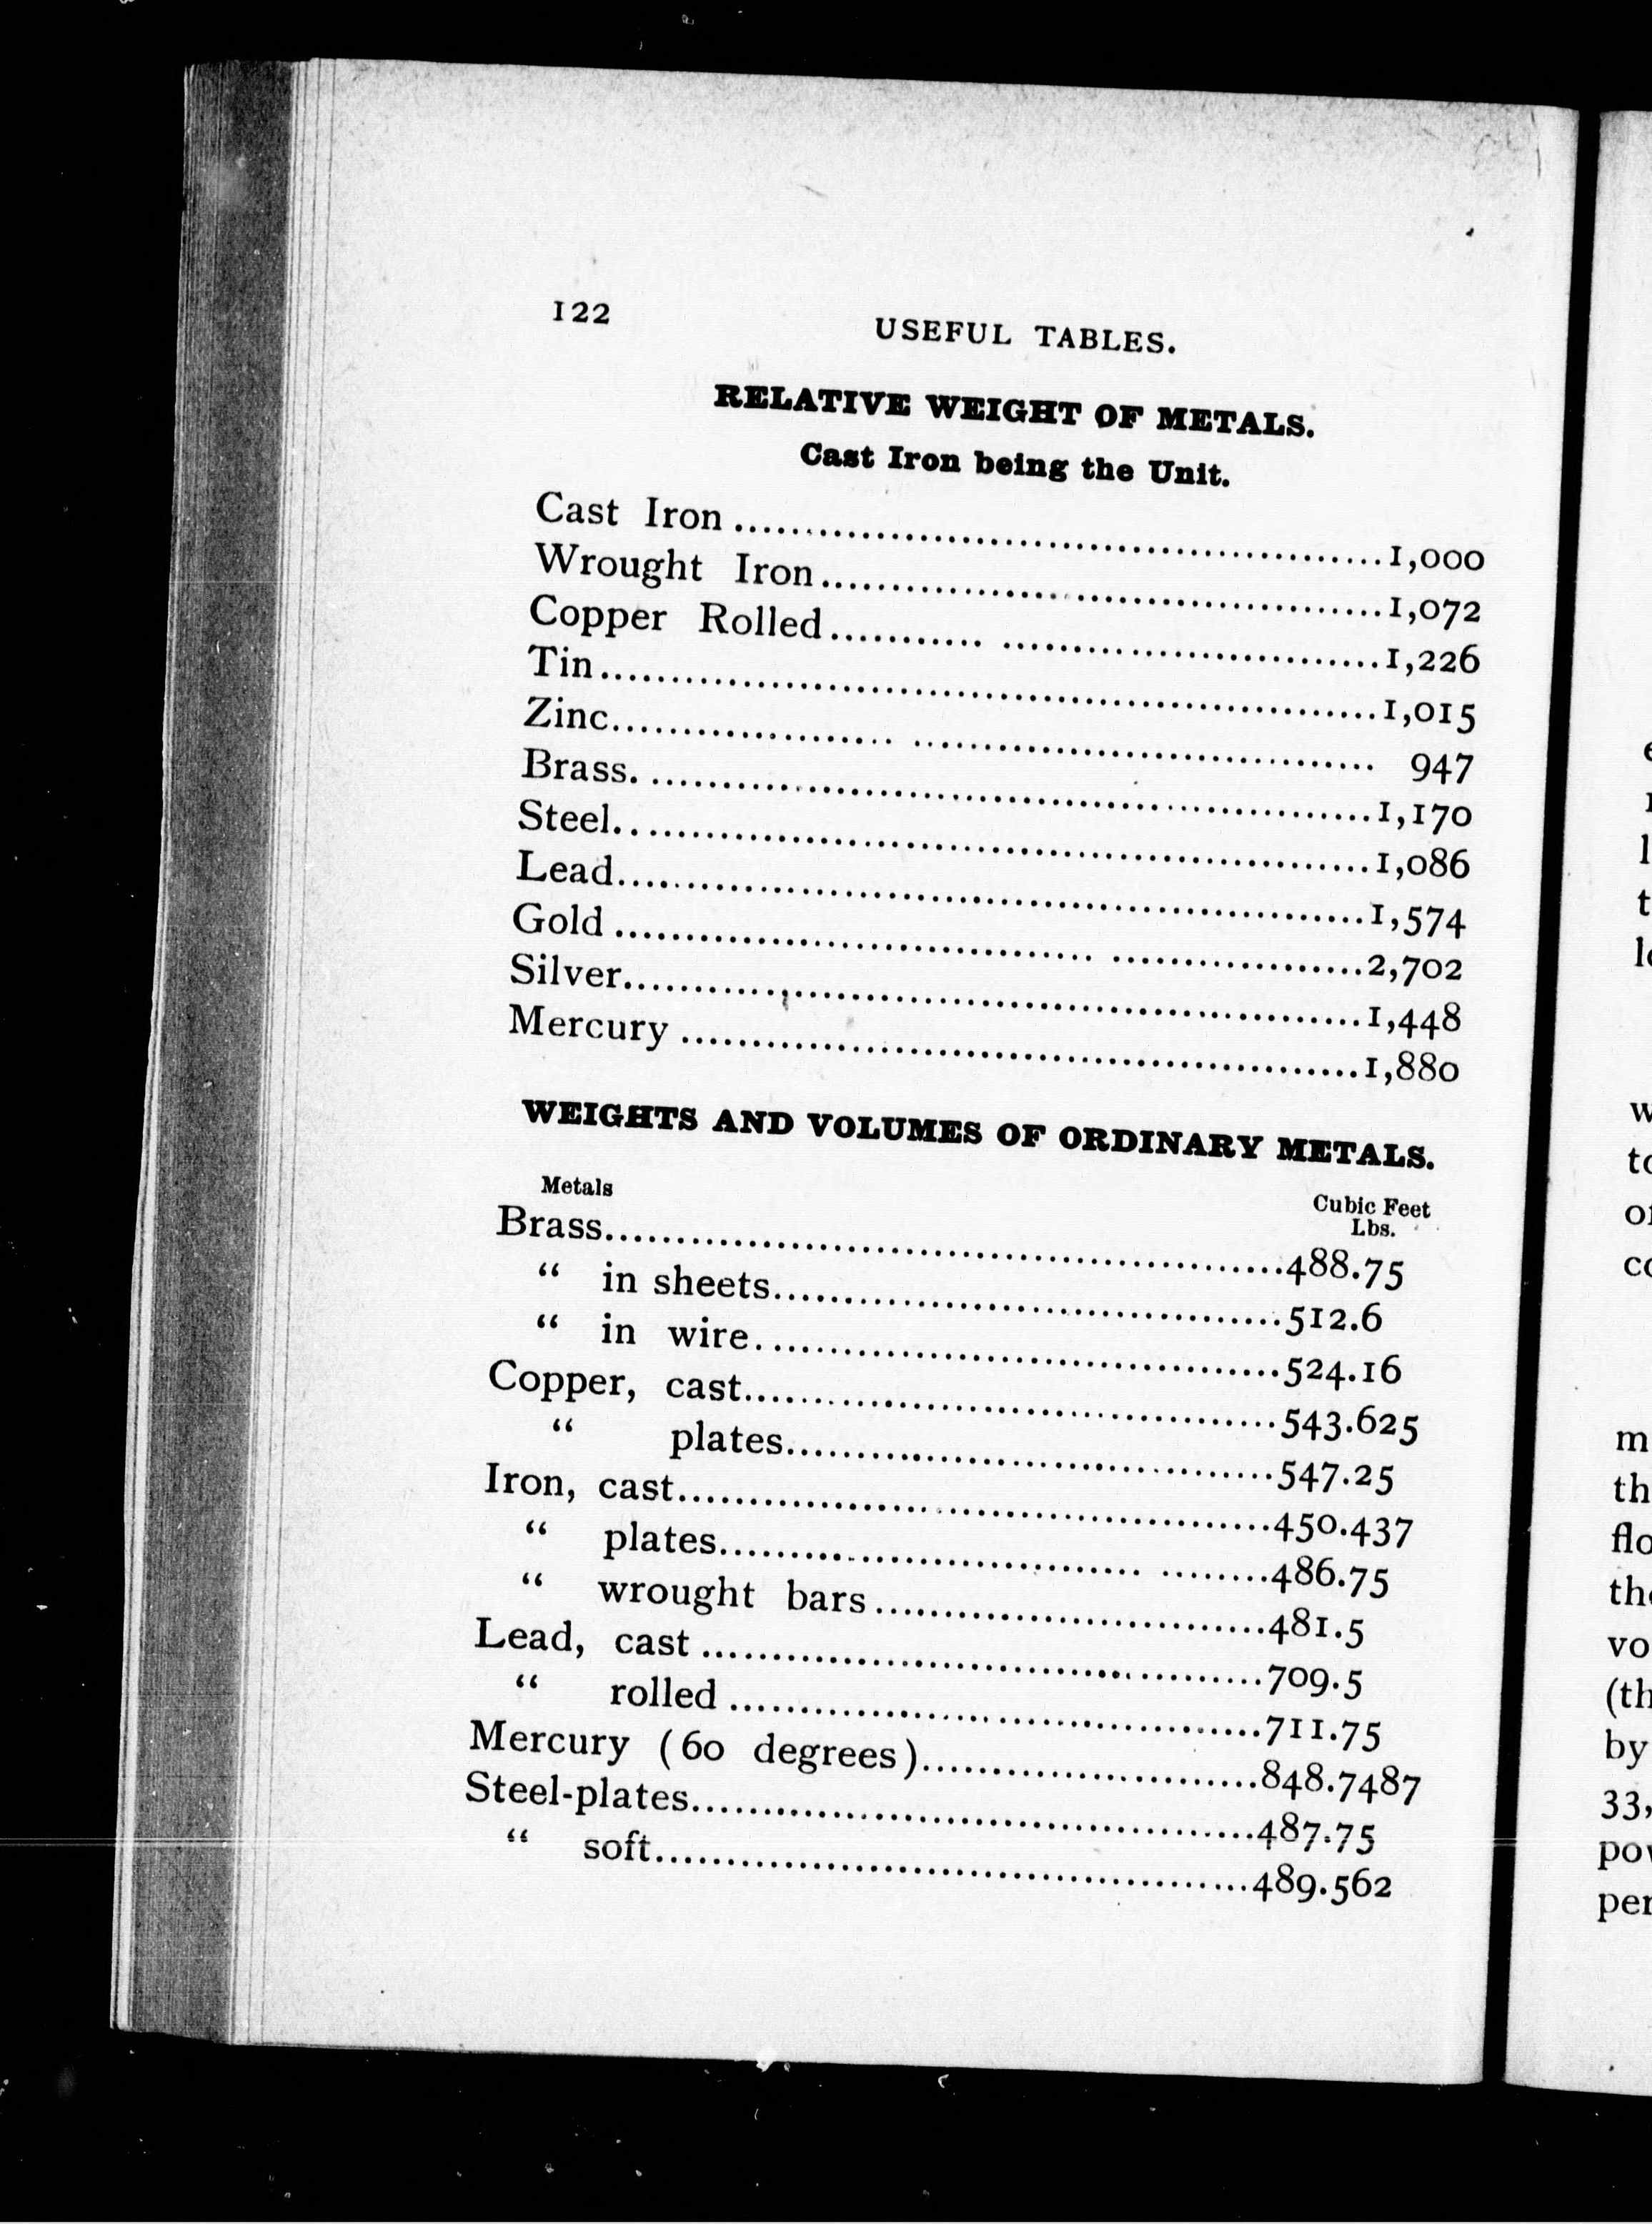 122
USEFUL TABLES.
RELATIVE WEIGHT OF METALS.
Cast Iron being the Unit.
Cast Iron ........................................ 1,000
Wrought Iron ........................................ 1,072
Copper Rolled ........................................ 1,226
Tin ........................................ 1,015
Zinc ........................................ 947
Brass ........................................ 1,170
Steel ........................................ 1,086
Lead ........................................ 1,574
Gold ........................................ 2,702
Silver ........................................ 1,448
Mercury ........................................ 1,880
WEIGHTS AND VOLUMES OF ORDINARY METALS.
Metals Cubic Feet
Lbs.
Brass ........................................ 488.75
“ in sheets ........................................ 512.6
“ in wire ........................................ 524.16
Copper, cast ........................................ 543.625
“ plates ........................................ 547.25
Iron, cast ........................................ 450.437
“ plates ........................................ 486.75
“ wrought bars ........................................ 481.5
Lead, cast ........................................ 709.5
“ rolled ........................................ 711.75
Mercury (60 degrees) ........................................ 848.7487
Steel-plates ........................................ 487.75
“ soft ........................................ 489.562